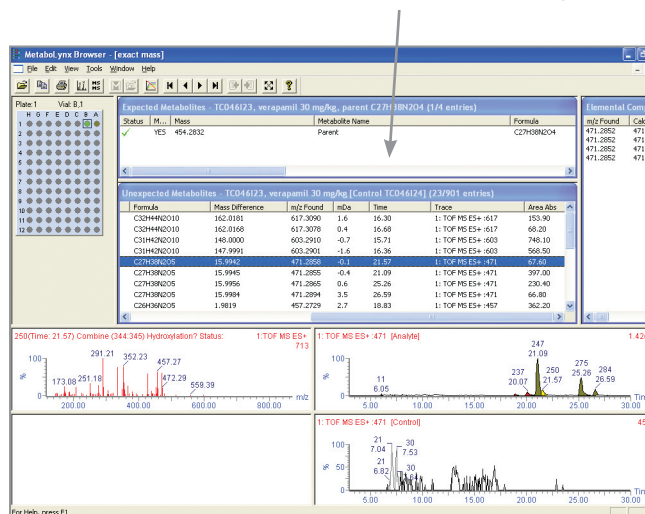 MetaboLynx Browser - [exact mass]
File Edit View Tools Window Help
Plate:1 Vial: B,1
H G F E D C B A
1
2
3
4
5
6
7
8
9
10
11
12
Expected Metabolites - TC046I23, verapamil 30 mg/kg, parent C27H38N2O4 (1/4 entries)
Status M... Mass Metabolite Name Formula
YES 454.2832 Parent C27H38N2O4
Elemental Com
m/z Found Calc
471.2852 471
471.2852 471
471.2852 471
471.2852 471
Unexpected Metabolites - TC046I23, verapamil 30 mg/kg [Control TC046I24] (23/901 entries)
Formula Mass Difference m/z Found mDa Time Trace Area Abs
C32H44N2O10 162.0181 617.3090 1.6 16.30 1: TOF MS ES+ :617 153.90
C32H44N2O10 162.0168 617.3078 0.4 16.68 1: TOF MS ES+ :617 68.20
C31H42N2O10 148.0000 603.2910 -0.7 15.71 1: TOF MS ES+ :603 748.10
C31H42N2O10 147.9991 603.2901 -1.6 16.36 1: TOF MS ES+ :603 568.50
C27H38N2O5 15.9942 471.2858 -0.1 21.57 1: TOF MS ES+ :471 67.60
C27H38N2O5 15.9945 471.2855 -0.4 21.09 1: TOF MS ES+ :471 397.00
C27H38N2O5 15.9956 471.2865 0.6 25.26 1: TOF MS ES+ :471 230.40
C27H38N2O5 15.9984 471.2894 3.5 26.59 1: TOF MS ES+ :471 66.80
C26H36N2O5 1.9819 457.2729 2.7 18.83 1: TOF MS ES+ :457 362.20
250(Time: 21.57) Combine (344.345) Hydroxylation? Status: 1:TOF MS ES+
713
100
%
0
173.08 251.18 291.21 352.23 457.27 472.29 559.39
200.00 400.00 600.00 800.00 m/z
1: TOF MS ES+ :471 [Analyte] 1.42
100
%
0
11
6.05
237
20.07
247
21.09
250
21.57
275
25.26
284
26.59
5.00 10.00 15.00 20.00 25.00 30.00 Tim
1: TOF MS ES+ :471 [Control] 45
100
%
50
0
21
7.04
30
7.53
21
6.82
30
5.00 10.00 15.00 20.00 25.00 30.00 Tim
For Help, press F1